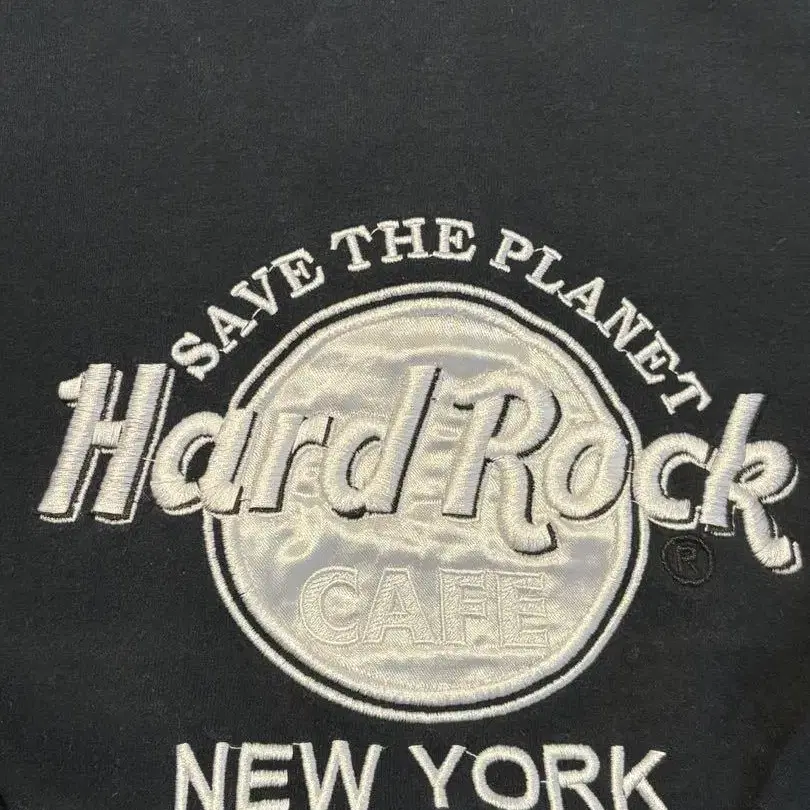 SAVE THE PLANET
Hard Rock
®
CAFE
NEW YORK